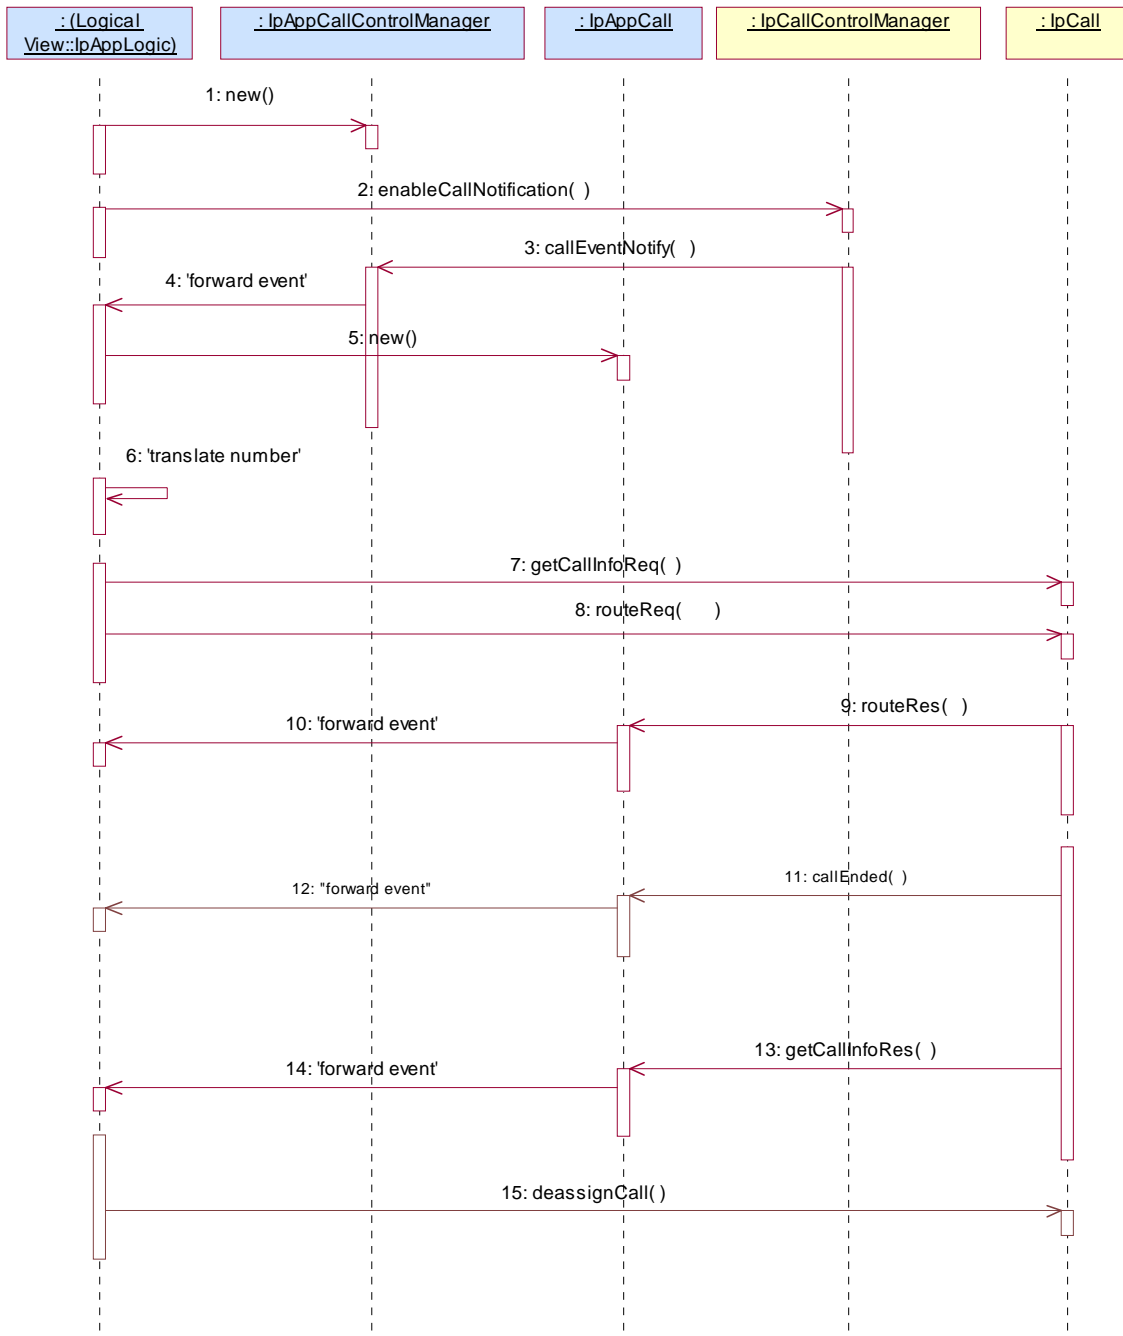 : (Logical
View::IpAppLogic)
: IpAppCallControlManager
: IpAppCall
: IpCallControlManager
: IpCall
1: new()
2: enableCallNotification( )
3: callEventNotify( )
4: 'forward event'
5: new()
6: 'translate number'
7: getCallInfoReq( )
8: routeReq( )
9: routeRes( )
10: 'forward event'
11: callEnded( )
12: "forward event"
13: getCallInfoRes( )
14: 'forward event'
15: deassignCall( )